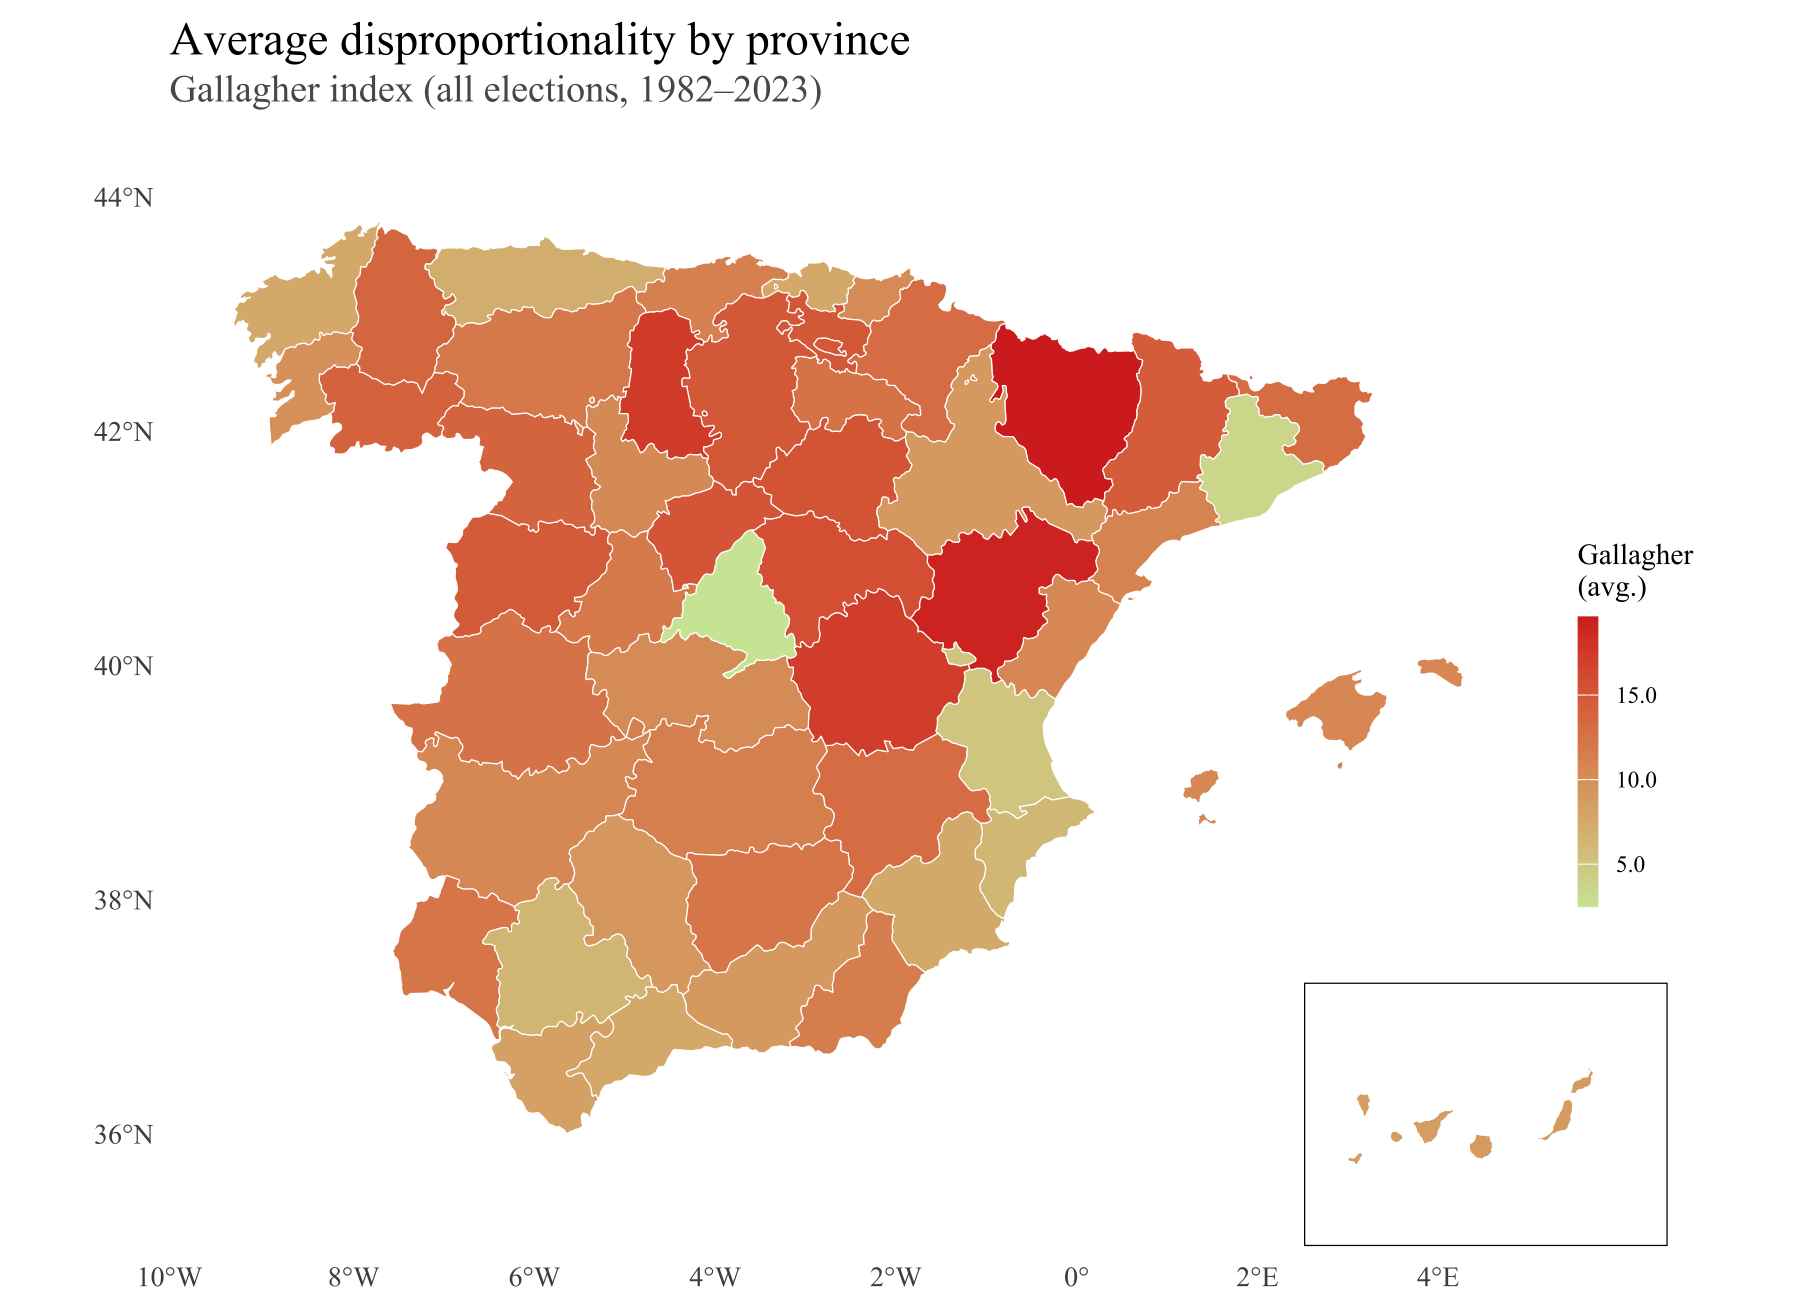 Average disproportionality by province
Gallagher index (all elections, 1982–2023)
44°N
42°N
40°N
38°N
36°N
Gallagher
(avg.)
15.0
10.0
5.0
10°W 8°W 6°W 4°W 2°W 0° 2°E 4°E